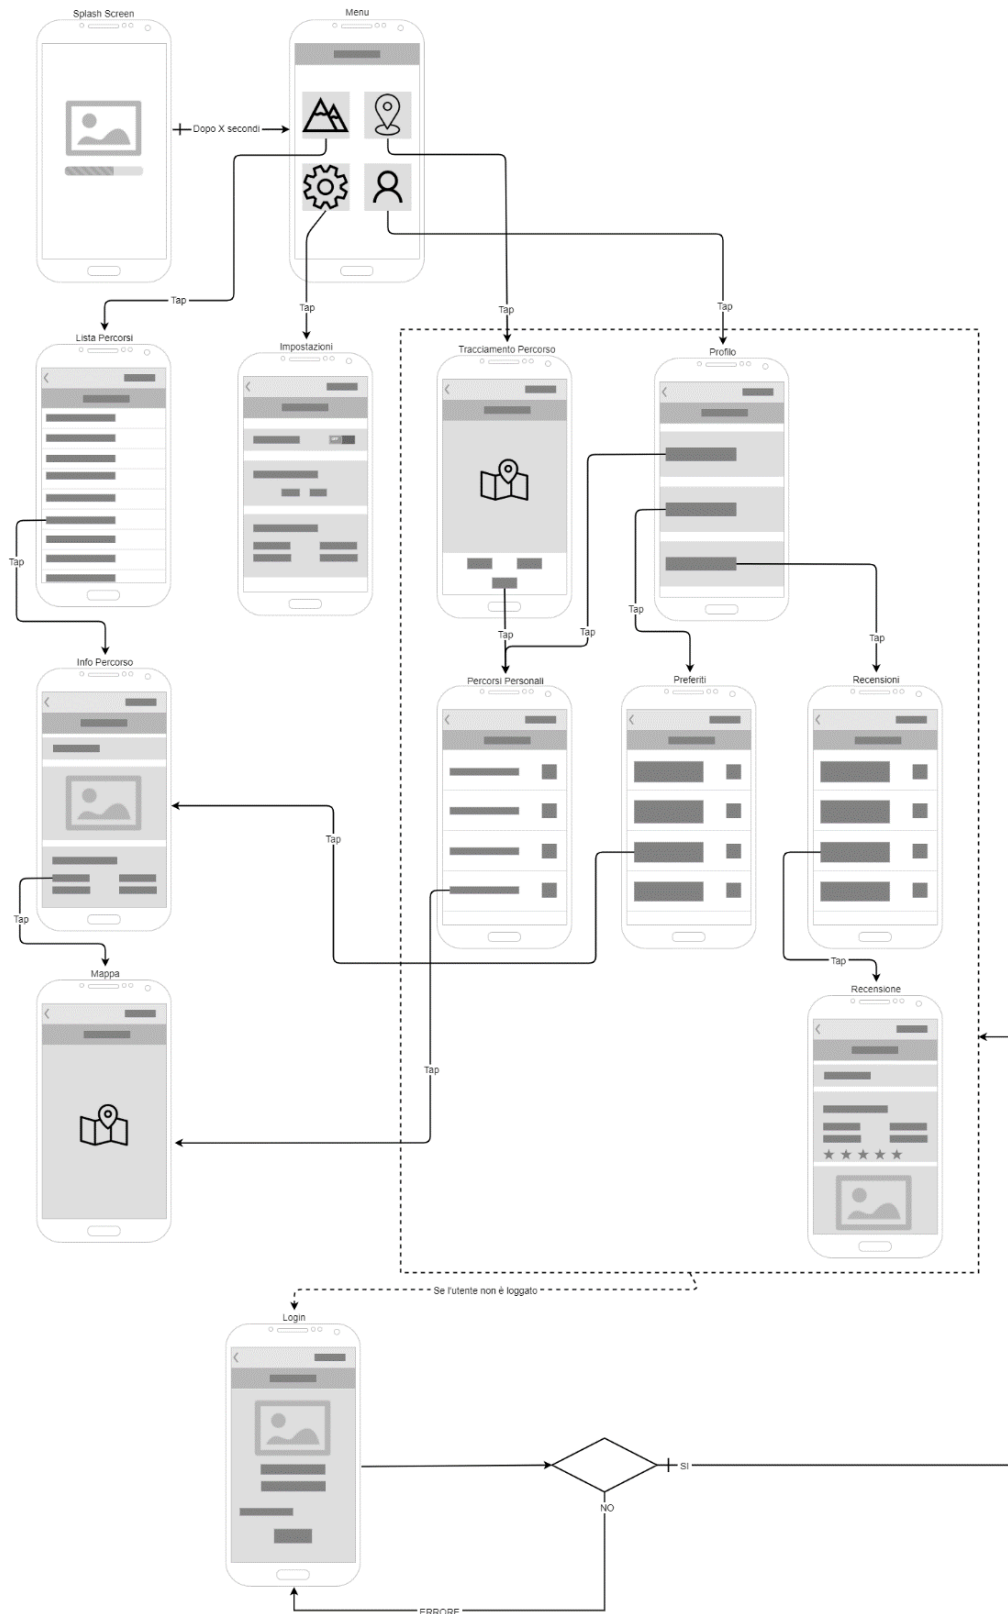 Splash Screen
Menu
Dopo X secondi
Tap
Tap
Tap
Tap
Lista Percorsi
Impostazioni
Tracciamento Percorso
Profilo
Tap
Tap
Tap
Tap
Tap
Info Percorso
Percorsi Personali
Preferiti
Recensioni
Tap
Tap
Tap
Mappa
Recensione
Tap
Se l'utente non è loggato
Login
SI
NO
ERRORE